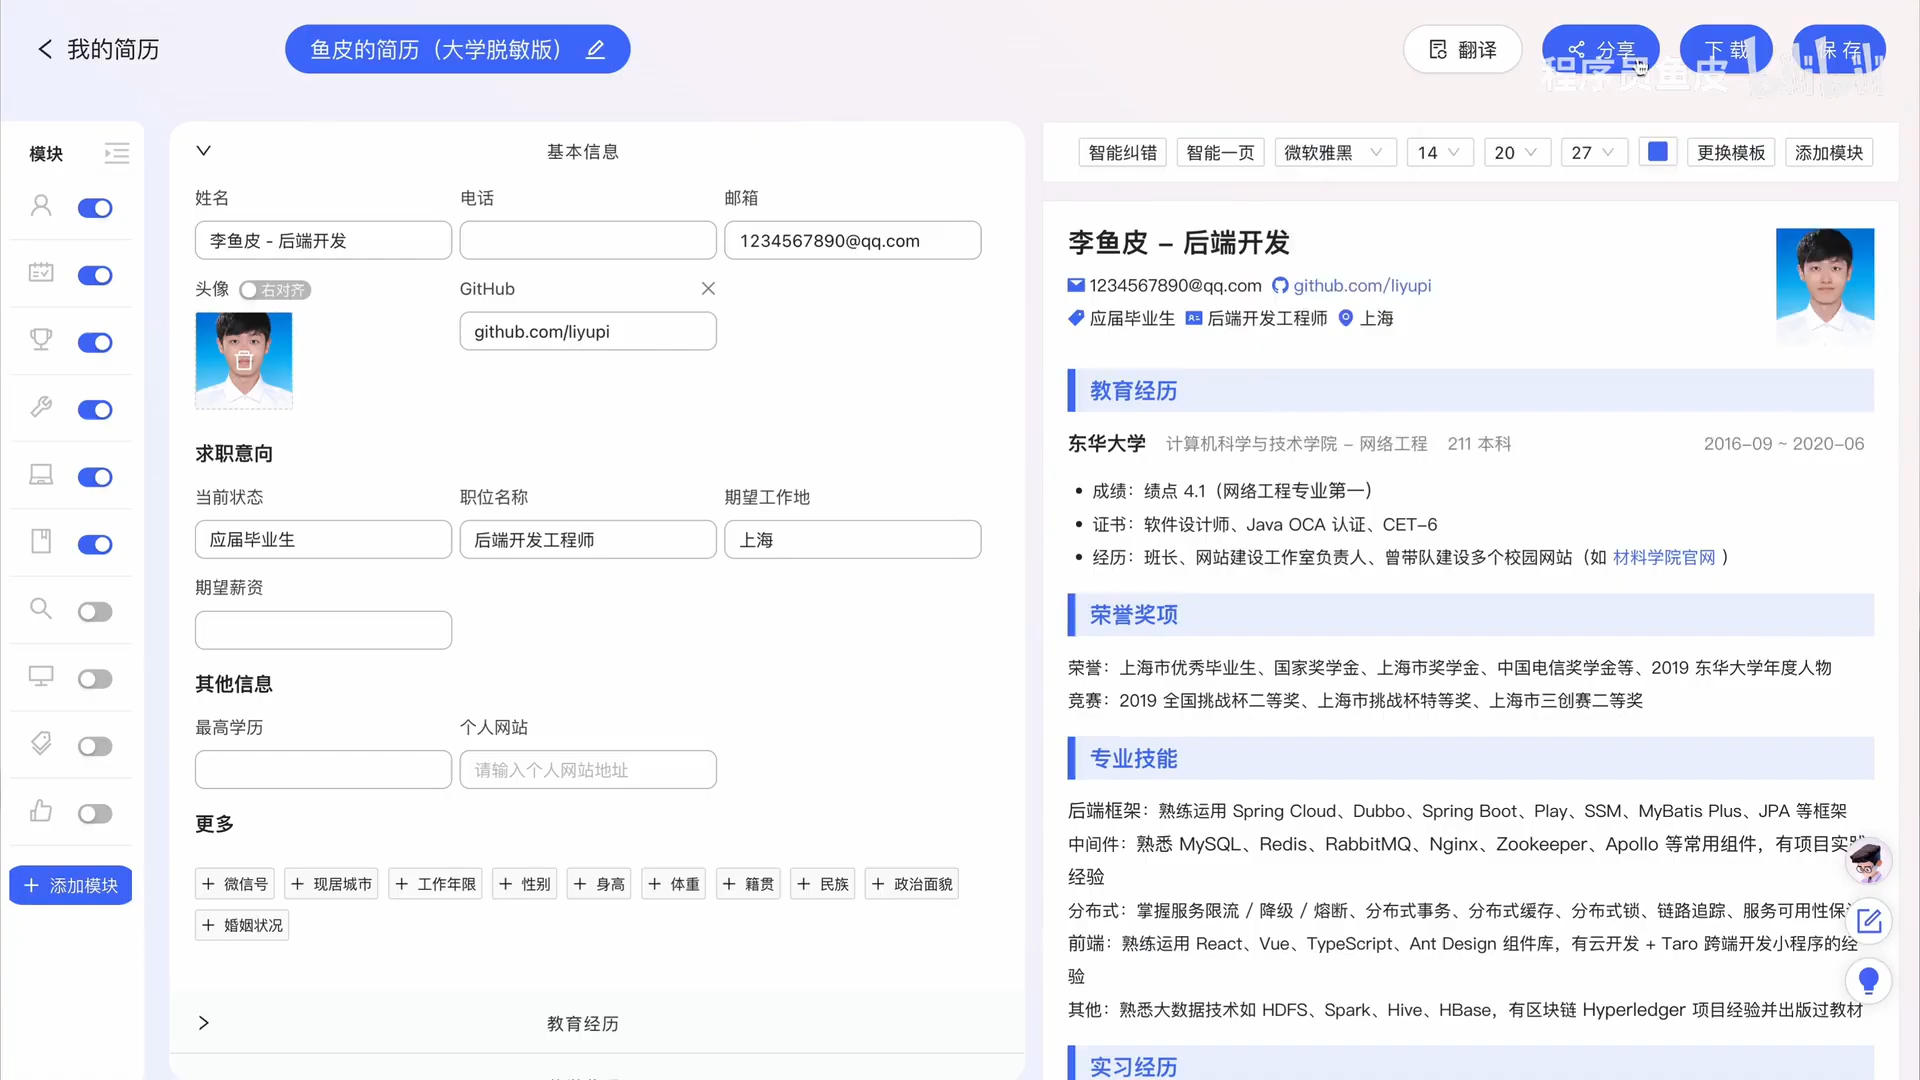 我的简历
鱼皮的简历（大学脱敏版）
翻译
分享
下载
保存
程序员鱼皮
bilibili
模块
添加模块
基本信息
姓名 电话 邮箱
李鱼皮 - 后端开发 1234567890@qq.com
头像 右对齐 GitHub
github.com/liyupi
求职意向
当前状态 职位名称 期望工作地
应届毕业生 后端开发工程师 上海
期望薪资
其他信息
最高学历 个人网站
请输入个人网站地址
更多
微信号 现居城市 工作年限 性别 身高 体重 籍贯 民族 政治面貌
婚姻状况
教育经历
智能纠错 智能一页 微软雅黑 14 20 27 更换模板 添加模块
李鱼皮 – 后端开发
1234567890@qq.com github.com/liyupi
应届毕业生 后端开发工程师 上海
教育经历
东华大学 计算机科学与技术学院 – 网络工程 211 本科 2016–09 ~ 2020–06
• 成绩：绩点 4.1（网络工程专业第一）
• 证书：软件设计师、Java OCA 认证、CET–6
• 经历：班长、网站建设工作室负责人、曾带队建设多个校园网站（如 材料学院官网 ）
荣誉奖项
荣誉：上海市优秀毕业生、国家奖学金、上海市奖学金、中国电信奖学金等、2019 东华大学年度人物
竞赛：2019 全国挑战杯二等奖、上海市挑战杯特等奖、上海市三创赛二等奖
专业技能
后端框架：熟练运用 Spring Cloud、Dubbo、Spring Boot、Play、SSM、MyBatis Plus、JPA 等框架
中间件：熟悉 MySQL、Redis、RabbitMQ、Nginx、Zookeeper、Apollo 等常用组件，有项目实践
经验
分布式：掌握服务限流 / 降级 / 熔断、分布式事务、分布式缓存、分布式锁、链路追踪、服务可用性保
前端：熟练运用 React、Vue、TypeScript、Ant Design 组件库，有云开发 + Taro 跨端开发小程序的经
验
其他：熟悉大数据技术如 HDFS、Spark、Hive、HBase，有区块链 Hyperledger 项目经验并出版过教材
实习经历